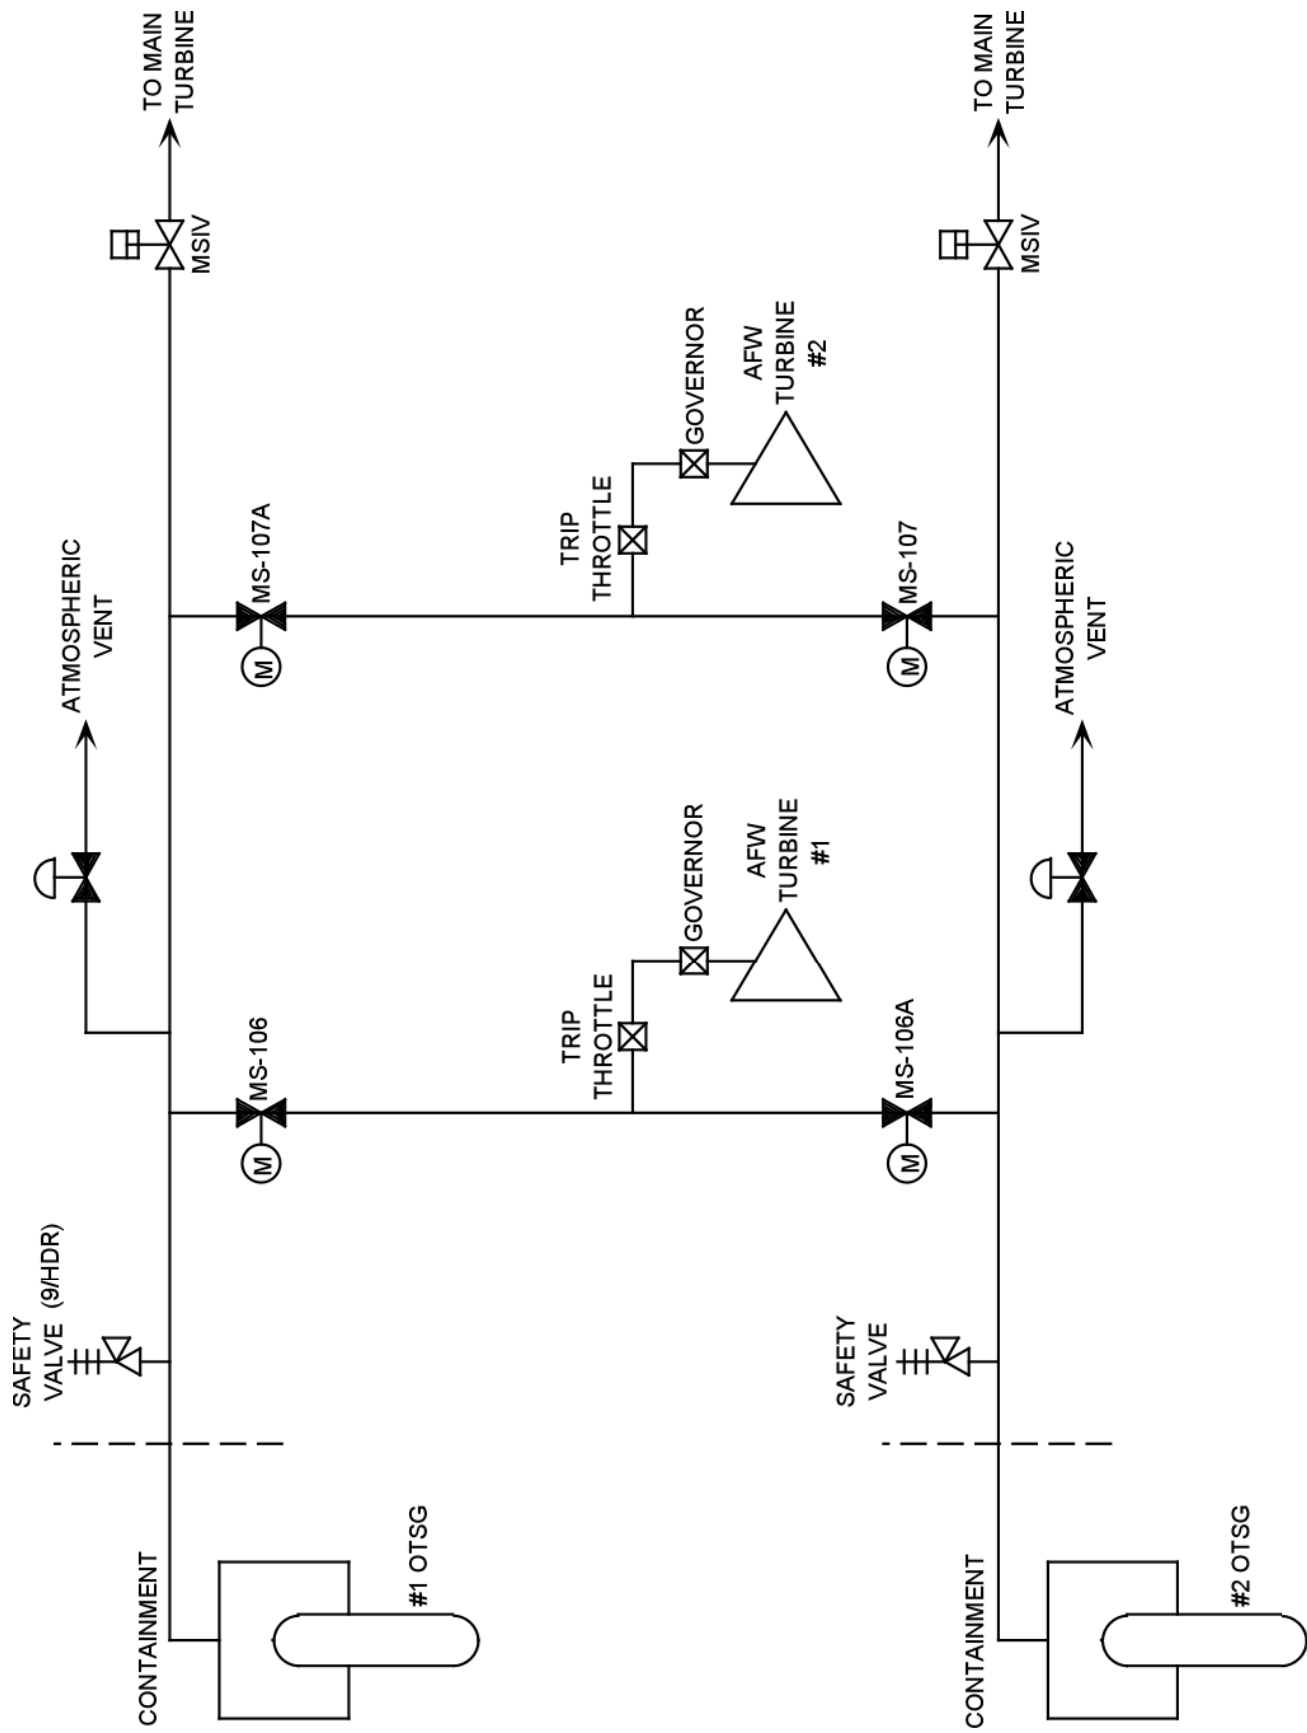 SAFETY
VALVE (9/HDR)
ATMOSPHERIC
VENT
TO MAIN
TURBINE
CONTAINMENT
MSIV
M
MS-106
M
MS-107A
#1 OTSG
TRIP
THROTTLE
GOVERNOR
AFW
TURBINE
#1
TRIP
THROTTLE
GOVERNOR
AFW
TURBINE
#2
SAFETY
VALVE
M
MS-106A
M
MS-107
CONTAINMENT
MSIV
TO MAIN
TURBINE
ATMOSPHERIC
VENT
#2 OTSG